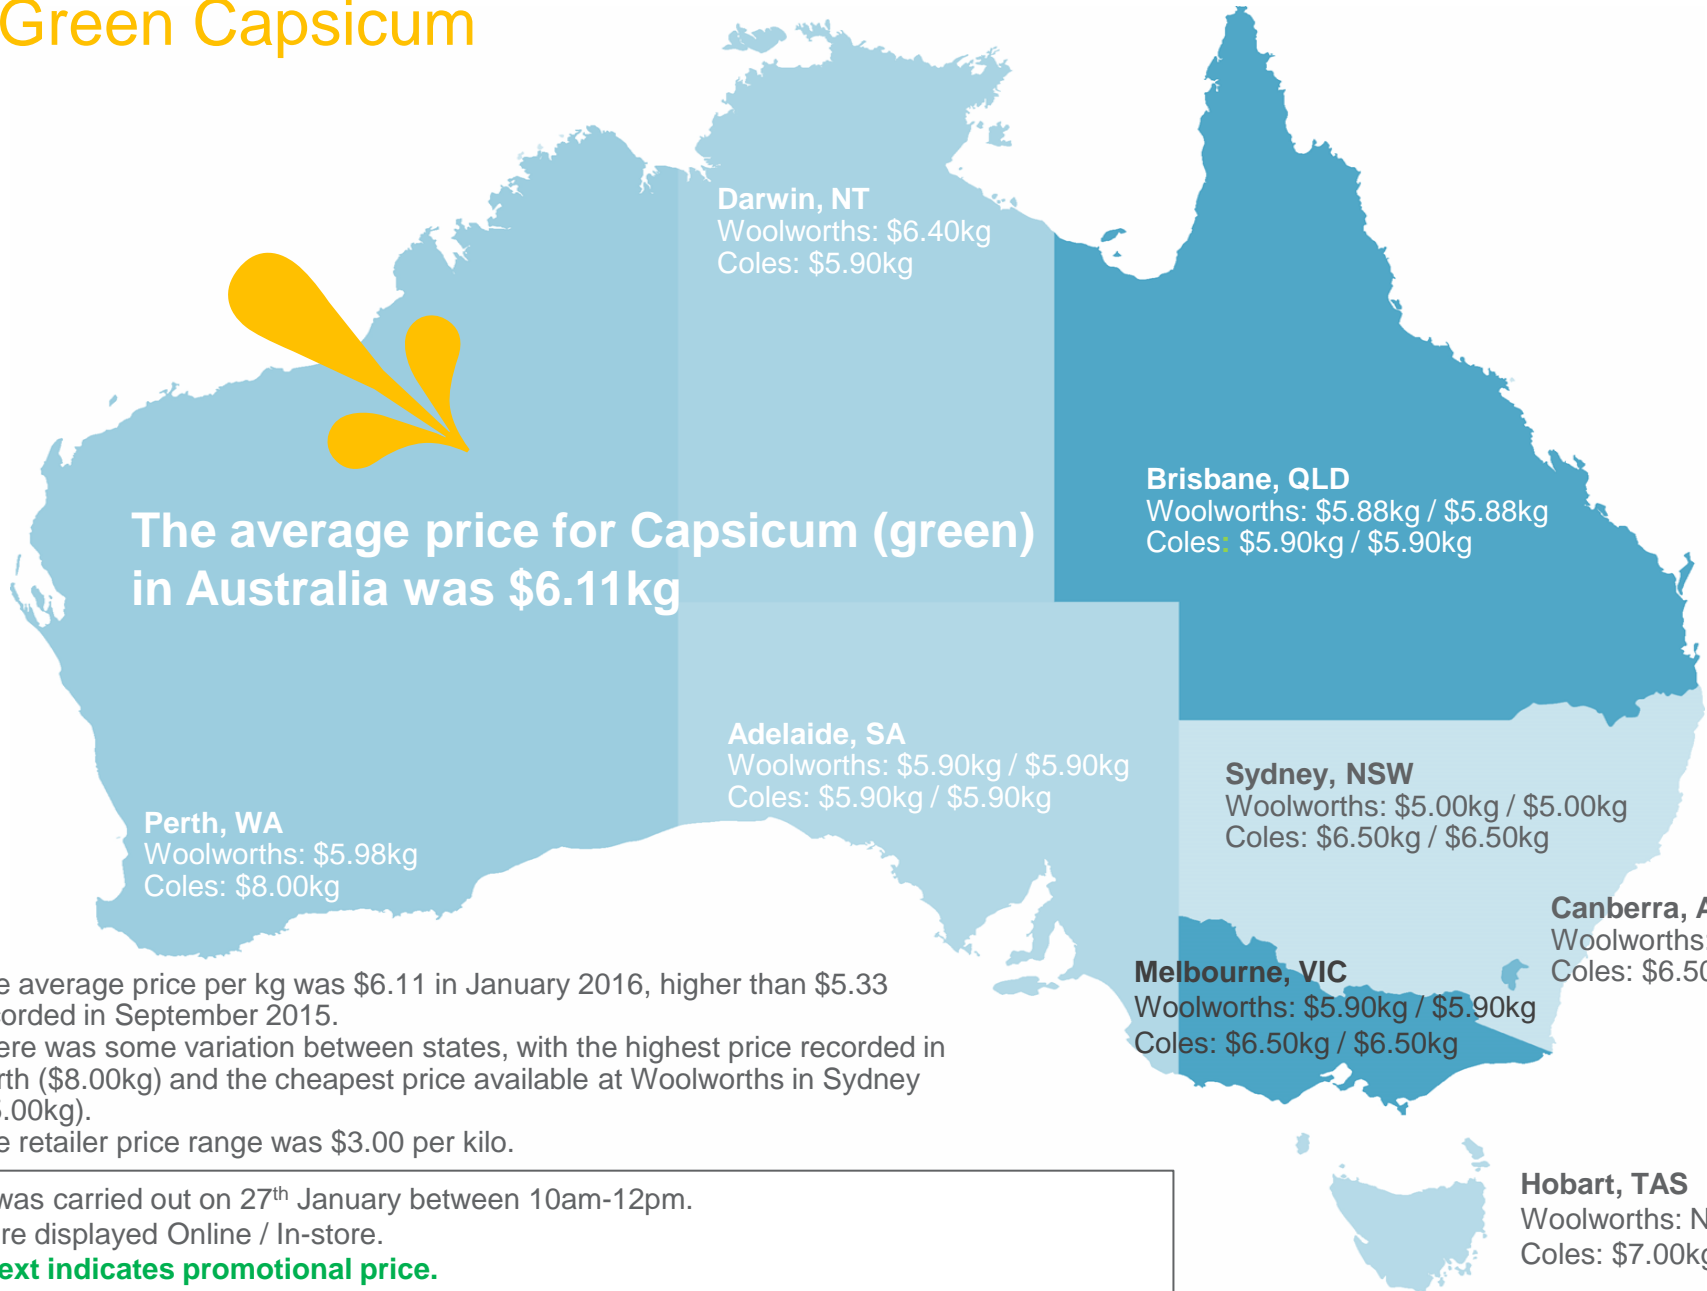 Green Capsicum
Darwin, NT
Woolworths: $6.40kg
Coles: $5.90kg
Brisbane, QLD
Woolworths: $5.88kg / $5.88kg
Coles: $5.90kg / $5.90kg
The average price for Capsicum (green)
in Australia was $6.11kg
Adelaide, SA
Woolworths: $5.90kg / $5.90kg
Coles: $5.90kg / $5.90kg
Sydney, NSW
Woolworths: $5.00kg / $5.00kg
Coles: $6.50kg / $6.50kg
Perth, WA
Woolworths: $5.98kg
Coles: $8.00kg
Canberra,
Woolworths:
Coles: $6.50
Melbourne, VIC
Woolworths: $5.90kg / $5.90kg
Coles: $6.50kg / $6.50kg
average price per kg was $6.11 in January 2016, higher than $5.33
in September 2015.
was some variation between states, with the highest price recorded in
($8.00kg) and the cheapest price available at Woolworths in Sydney
.00kg).
retailer price range was $3.00 per kilo.
was carried out on 27th January between 10am-12pm.
displayed Online / In-store.
indicates promotional price.
Hobart, TAS
Woolworths:
Coles: $7.00kg